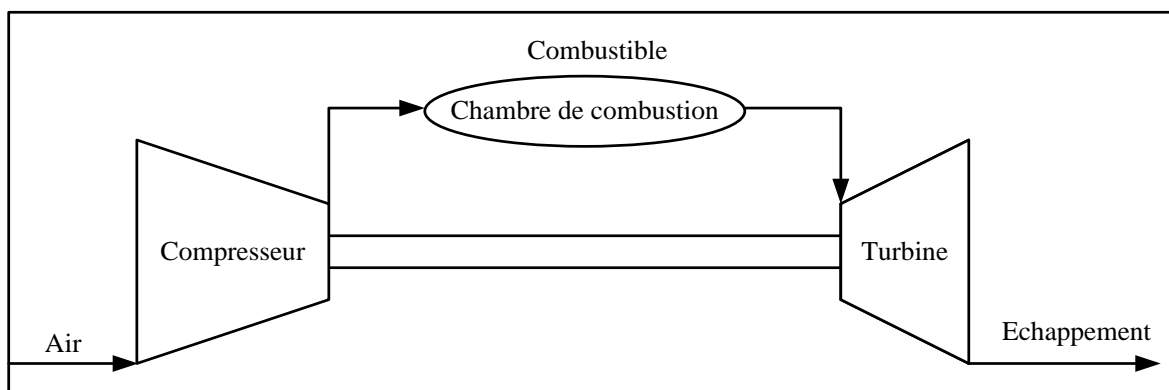 Combustible
Chambre de combustion
Compresseur
Turbine
Air
Echappement